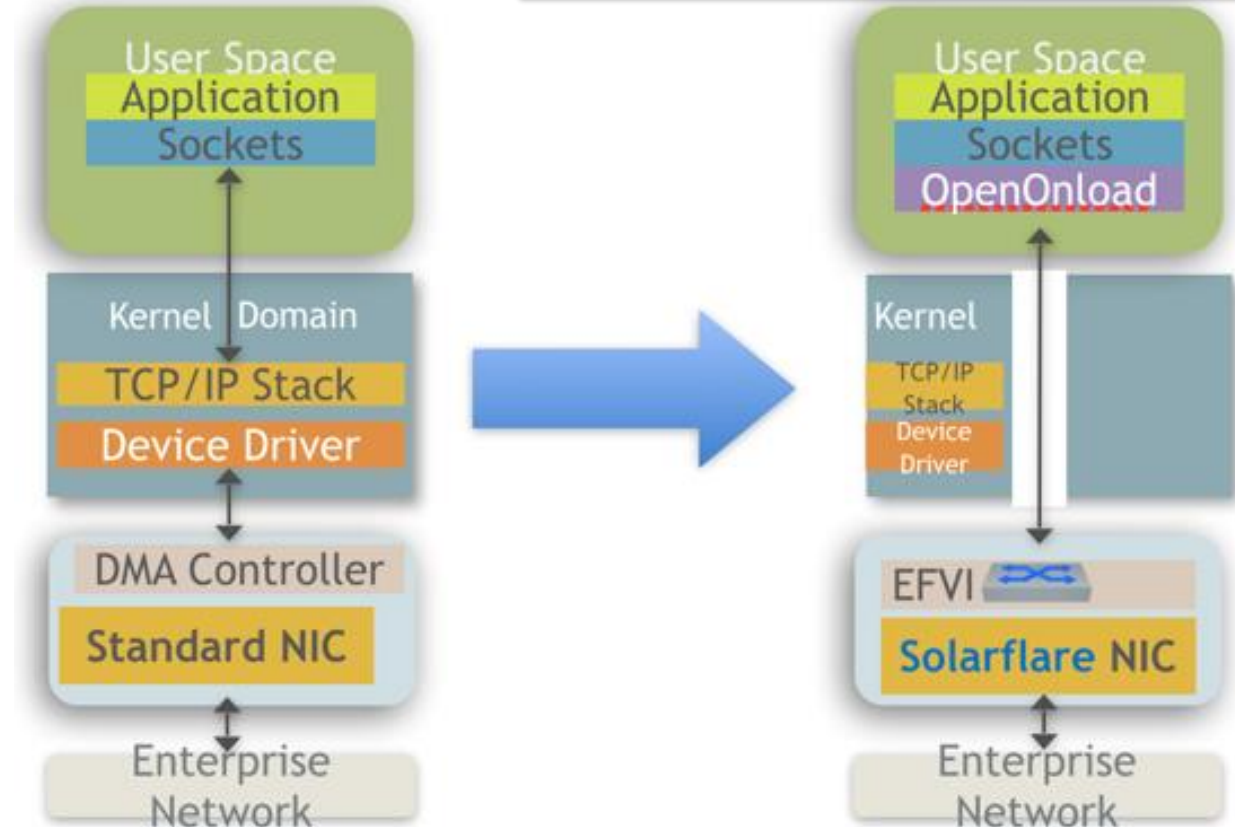 User Space
Application
Sockets
Kernel Domain
TCP/IP Stack
Device Driver
DMA Controller
Standard NIC
Enterprise
Network
User Space
Application
Sockets
OpenOnload
Kernel
TCP/IP
Stack
Device
Driver
EFVI
Solarflare NIC
Enterprise
Network